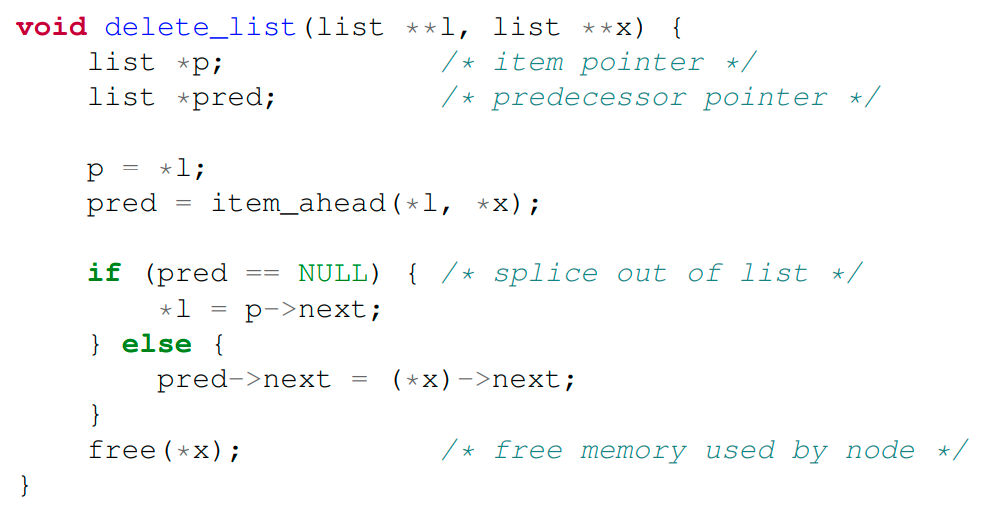 void delete_list(list **l, list **x) {
    list *p;             /* item pointer */
    list *pred;          /* predecessor pointer */

    p = *l;
    pred = item_ahead(*l, *x);

    if (pred == NULL) { /* splice out of list */
        *l = p->next;
    } else {
        pred->next = (*x)->next;
    }
    free(*x);            /* free memory used by node */
}